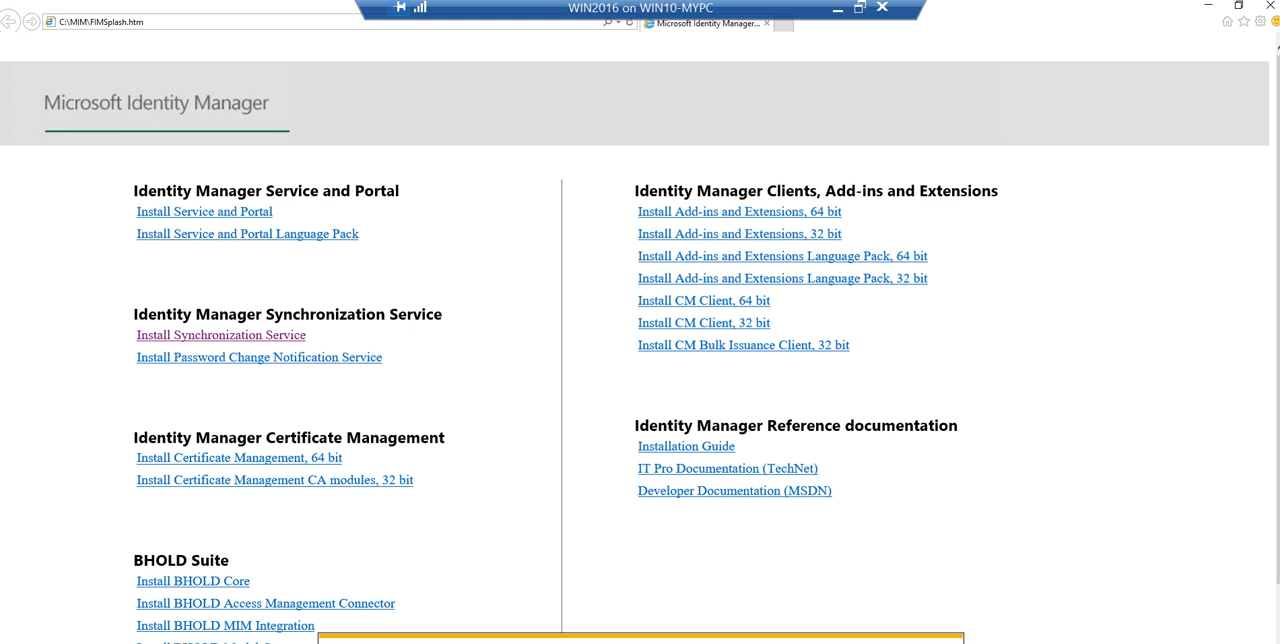 WIN2016 on WIN10-MYPC
C:\MIM\FIMSplash.htm
Microsoft Identity Manager...
Microsoft Identity Manager
Identity Manager Service and Portal
Install Service and Portal
Install Service and Portal Language Pack
Identity Manager Synchronization Service
Install Synchronization Service
Install Password Change Notification Service
Identity Manager Certificate Management
Install Certificate Management, 64 bit
Install Certificate Management CA modules, 32 bit
BHOLD Suite
Install BHOLD Core
Install BHOLD Access Management Connector
Install BHOLD MIM Integration
Identity Manager Clients, Add-ins and Extensions
Install Add-ins and Extensions, 64 bit
Install Add-ins and Extensions, 32 bit
Install Add-ins and Extensions Language Pack, 64 bit
Install Add-ins and Extensions Language Pack, 32 bit
Install CM Client, 64 bit
Install CM Client, 32 bit
Install CM Bulk Issuance Client, 32 bit
Identity Manager Reference documentation
Installation Guide
IT Pro Documentation (TechNet)
Developer Documentation (MSDN)